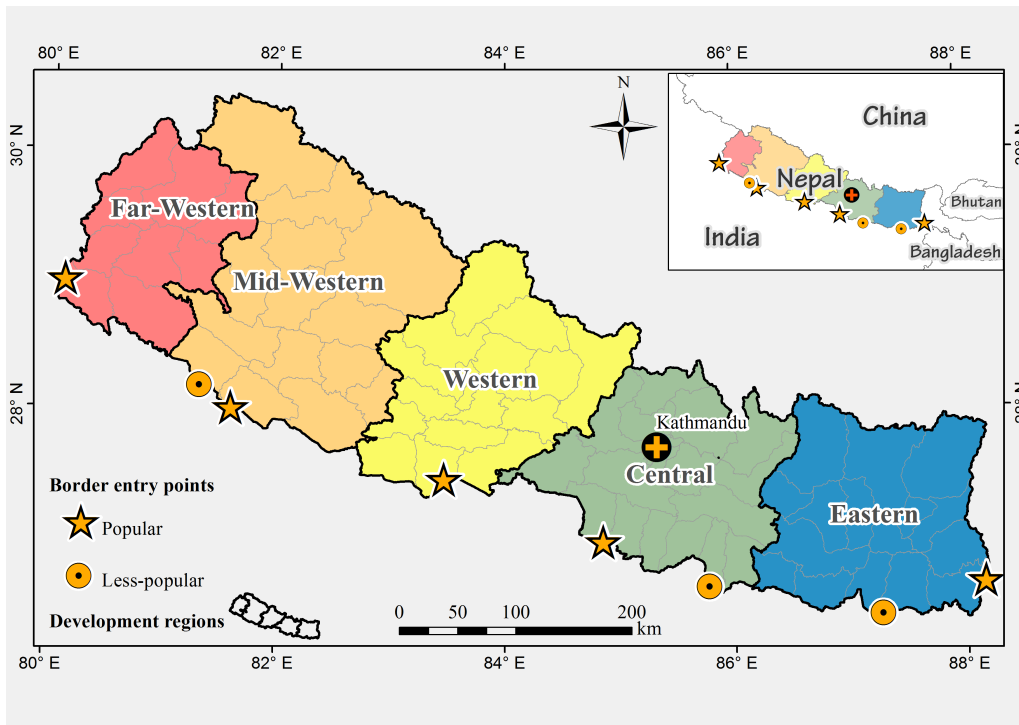 80° E
82° E
84° E
86° E
88° E
N
China
Nepal
India
Bhutan
Bangladesh
30° N
Far-Western
Mid-Western
Western
28° N
28° N
Kathmandu
Central
Eastern
Border entry points
Popular
Less-popular
Development regions
0 50 100 200
km
80° E
82° E
84° E
86° E
88° E